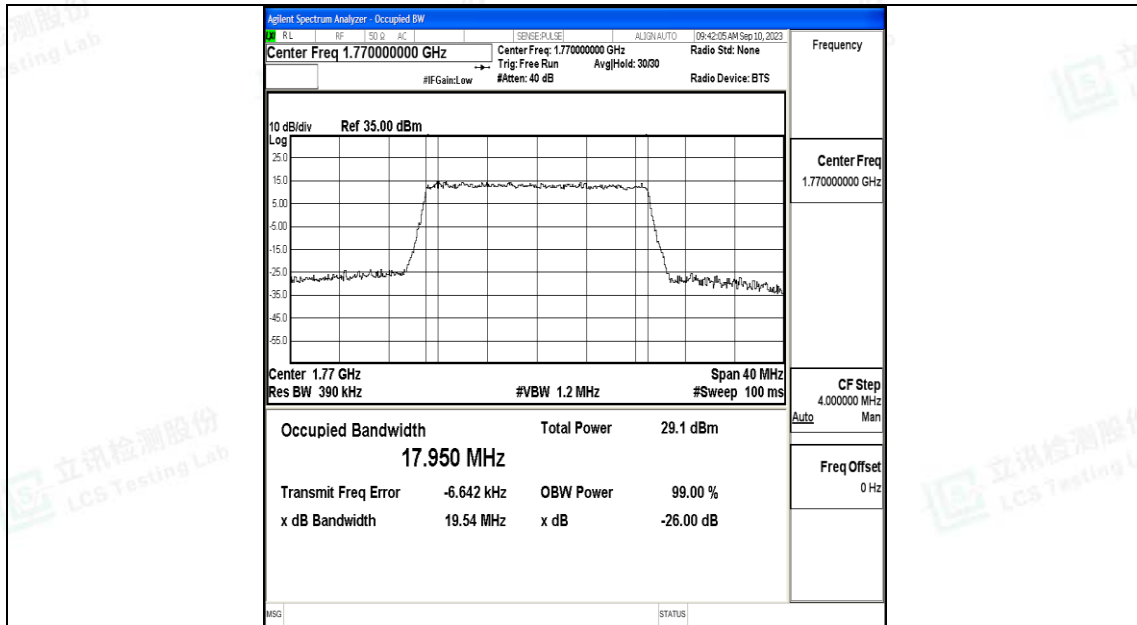 Agilent Spectrum Analyzer - Occupied BW
LXI RL RF 50 Ω AC SENSE:PULSE ALIGN AUTO 09:42:05 AM Sep 10, 2023
Center Freq 1.770000000 GHz
Center Freq: 1.770000000 GHz
Radio Std: None
Trig: Free Run Avg|Hold: 30/30
#IFGain:Low
#Atten: 40 dB
Radio Device: BTS
10 dB/div Ref 35.00 dBm
Log
25.0
15.0
5.00
-5.00
-15.0
-25.0
-35.0
-45.0
-55.0
Center 1.77 GHz Span 40 MHz
Res BW 390 kHz #VBW 1.2 MHz #Sweep 100 ms
Occupied Bandwidth Total Power 29.1 dBm
17.950 MHz
Transmit Freq Error -6.642 kHz OBW Power 99.00 %
x dB Bandwidth 19.54 MHz x dB -26.00 dB
MSG STATUS
Frequency
Center Freq
1.770000000 GHz
CF Step
4.000000 MHz
Auto Man
Freq Offset
0 Hz
立讯检测股份
LCS Testing Lab
立讯检测股份